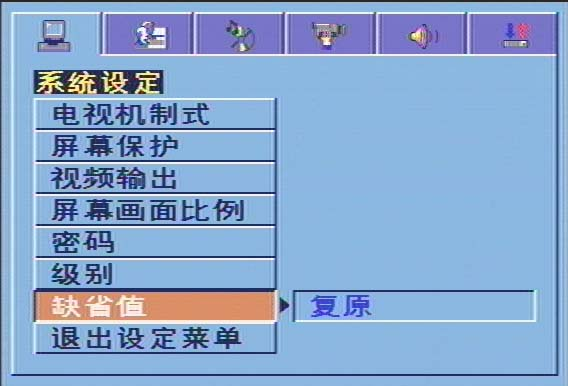 系统设定
电视机制式
屏幕保护
视频输出
屏幕画面比例
密码
级别
缺省值
复原
退出设定菜单